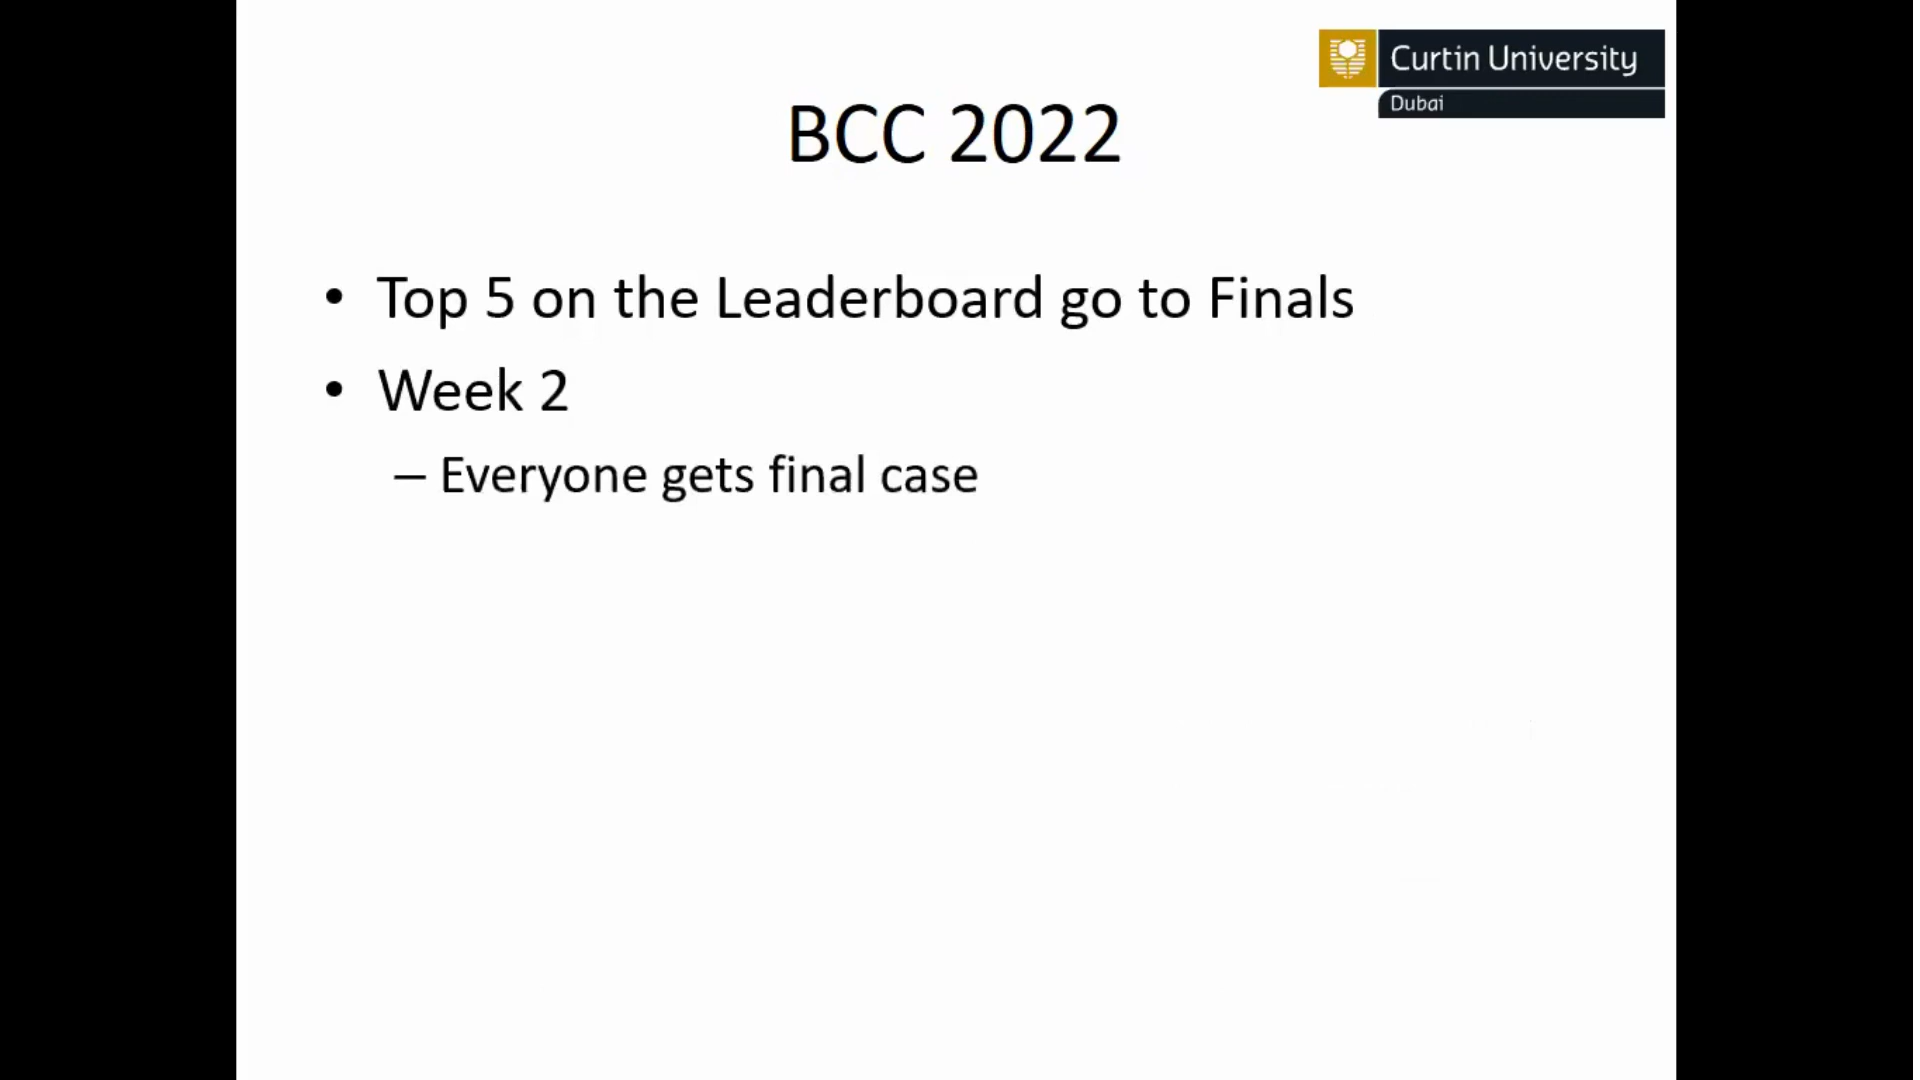 Curtin University
Dubai
BCC 2022
• Top 5 on the Leaderboard go to Finals
• Week 2
– Everyone gets final case